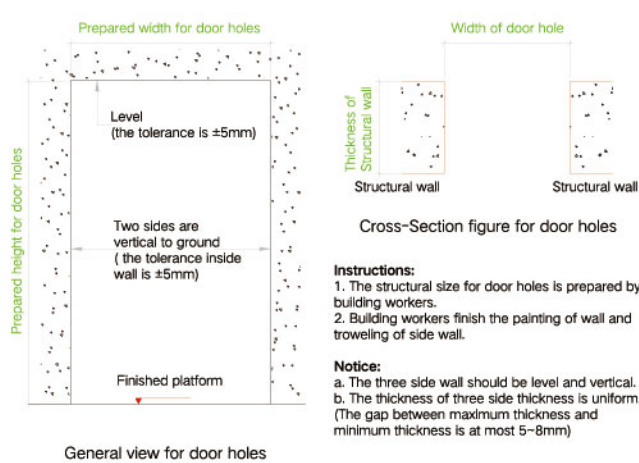 Prepared width for door holes
Prepared height for door holes
Level
(the tolerance is ±5mm)
Two sides are
vertical to ground
( the tolerance inside
wall is ±5mm)
Finished platform
General view for door holes
Width of door hole
Thickness of
Structural wall
Structural wall
Structural wall
Cross-Section figure for door holes
Instructions:
1. The structural size for door holes is prepared by
building workers.
2. Building workers finish the painting of wall and
troweling of side wall.
Notice:
a. The three side wall should be level and vertical.
b. The thickness of three side thickness is uniform.
(The gap between maximum thickness and
minimum thickness is at most 5~8mm)